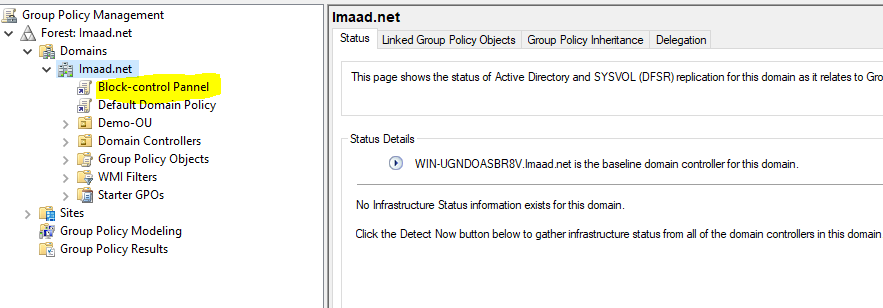 Group Policy Management
Forest: Imaad.net
Domains
Imaad.net
Block-control Pannel
Default Domain Policy
Demo-OU
Domain Controllers
Group Policy Objects
WMI Filters
Starter GPOs
Sites
Group Policy Modeling
Group Policy Results
Imaad.net
Status Linked Group Policy Objects Group Policy Inheritance Delegation
This page shows the status of Active Directory and SYSVOL (DFSR) replication for this domain as it relates to Gro
Status Details
WIN-UGNDOASBR8V.Imaad.net is the baseline domain controller for this domain.
No Infrastructure Status information exists for this domain.
Click the Detect Now button below to gather infrastructure status from all of the domain controllers in this domain